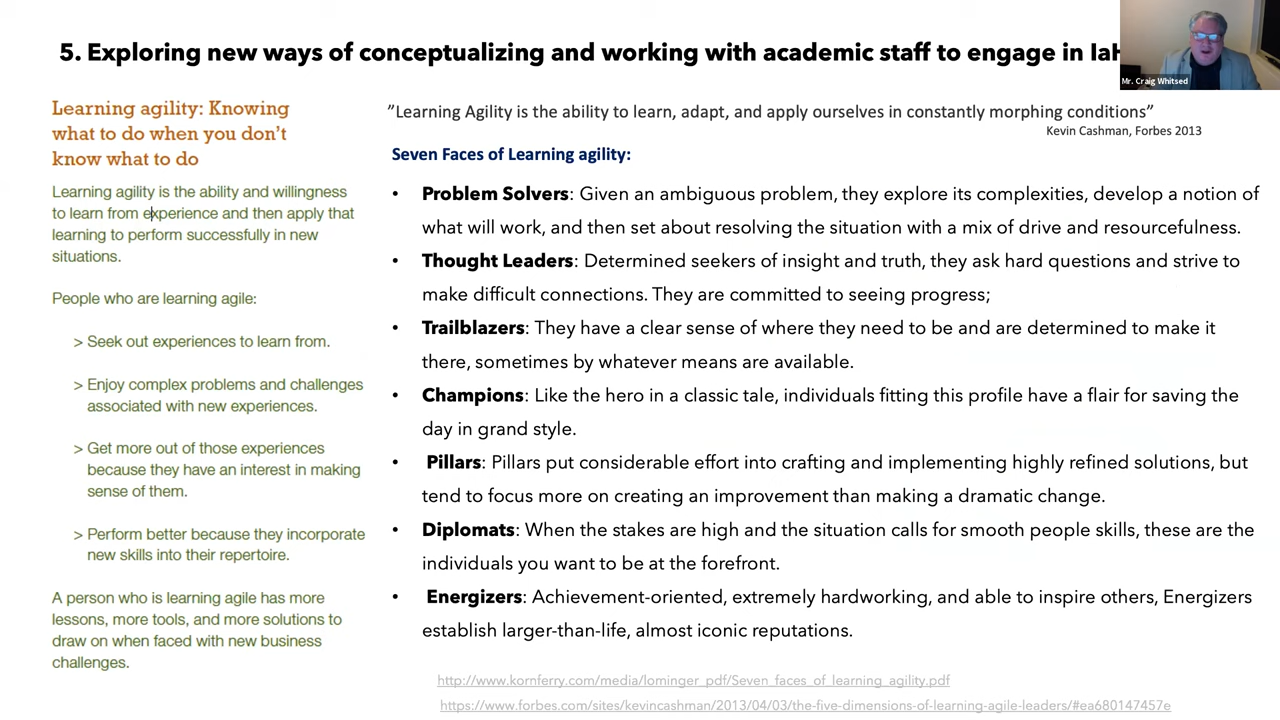 5. Exploring new ways of conceptualizing and working with academic staff to engage in
Mr. Craig Whitsed
Learning agility: Knowing
what to do when you don't
know what to do
Learning agility is the ability and willingness
to learn from experience and then apply that
learning to perform successfully in new
situations.
People who are learning agile:
> Seek out experiences to learn from.
> Enjoy complex problems and challenges
associated with new experiences.
> Get more out of those experiences
because they have an interest in making
sense of them.
> Perform better because they incorporate
new skills into their repertoire.
A person who is learning agile has more
lessons, more tools, and more solutions to
draw on when faced with new business
challenges.
”Learning Agility is the ability to learn, adapt, and apply ourselves in constantly morphing conditions”
Kevin Cashman, Forbes 2013
Seven Faces of Learning agility:
• Problem Solvers: Given an ambiguous problem, they explore its complexities, develop a notion of
what will work, and then set about resolving the situation with a mix of drive and resourcefulness.
• Thought Leaders: Determined seekers of insight and truth, they ask hard questions and strive to
make difficult connections. They are committed to seeing progress;
• Trailblazers: They have a clear sense of where they need to be and are determined to make it
there, sometimes by whatever means are available.
• Champions: Like the hero in a classic tale, individuals fitting this profile have a flair for saving the
day in grand style.
• Pillars: Pillars put considerable effort into crafting and implementing highly refined solutions, but
tend to focus more on creating an improvement than making a dramatic change.
• Diplomats: When the stakes are high and the situation calls for smooth people skills, these are the
individuals you want to be at the forefront.
• Energizers: Achievement-oriented, extremely hardworking, and able to inspire others, Energizers
establish larger-than-life, almost iconic reputations.
http://www.kornferry.com/media/lominger_pdf/Seven_faces_of_learning_agility.pdf
https://www.forbes.com/sites/kevincashman/2013/04/03/the-five-dimensions-of-learning-agile-leaders/#ea680147457e